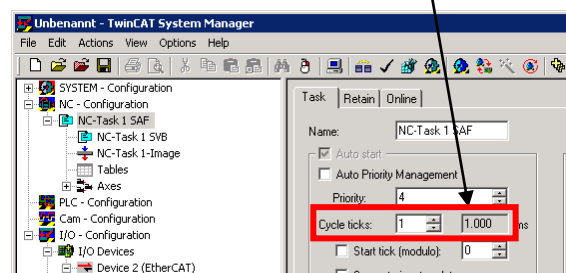 Unbenannt - TwinCAT System Manager
File Edit Actions View Options Help
SYSTEM - Configuration
NC - Configuration
NC-Task 1 SAF
NC-Task 1 SVB
NC-Task 1-Image
Tables
Axes
PLC - Configuration
Cam - Configuration
I/O - Configuration
I/O Devices
Device 2 (EtherCAT)
Task Retain Online
Name: NC-Task 1 SAF
Auto start
Auto Priority Management
Priority: 4
Cycle ticks: 1 1.000 ms
Start tick (modulo): 0